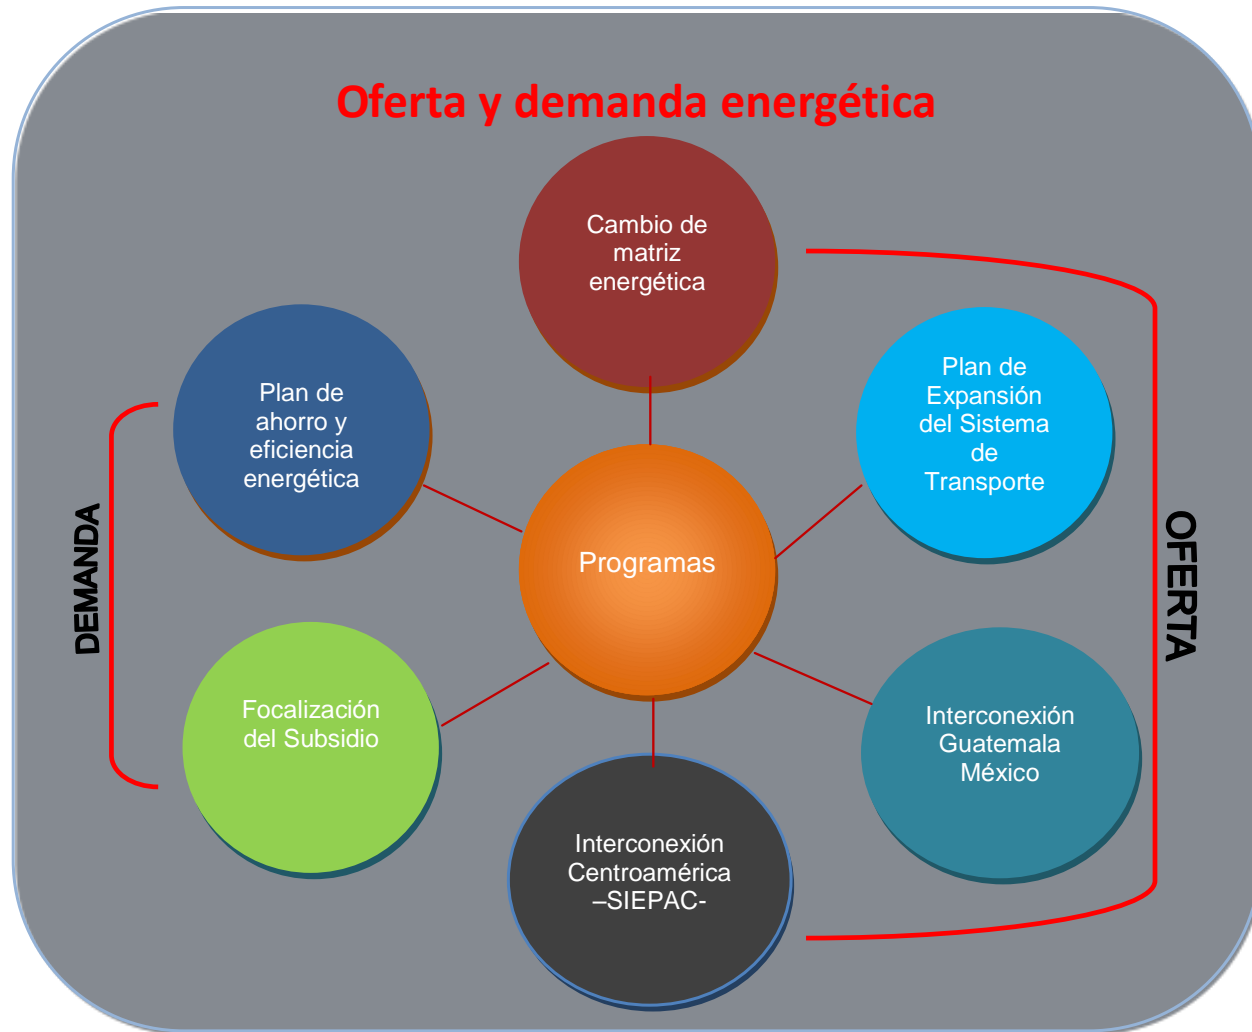 Oferta y demanda energética
Cambio de
matriz
energética
Plan de
ahorro y
eficiencia
energética
Plan de
Expansión
del Sistema
de
Transporte
DEMANDA
Programas
OFERTA
Focalización
del Subsidio
Interconexión
Guatemala
México
Interconexión
Centroamérica
–SIEPAC-